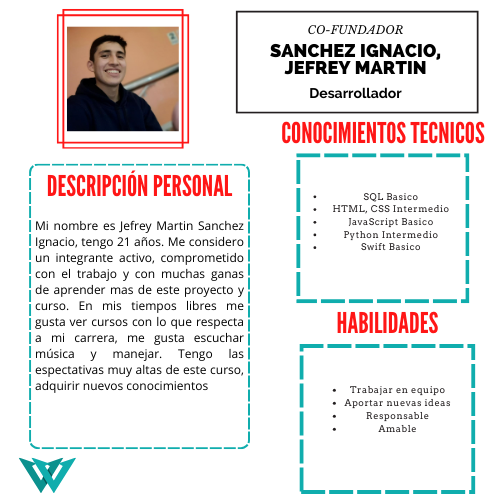 CO-FUNDADOR
SANCHEZ IGNACIO,
JEFREY MARTIN
Desarrollador
CONOCIMIENTOS TECNICOS
SQL Basico
HTML, CSS Intermedio
JavaScript Basico
Python Intermedio
Swift Basico
DESCRIPCIÓN PERSONAL
Mi nombre es Jefrey Martin Sanchez
Ignacio, tengo 21 años. Me considero
un integrante activo, comprometido
con el trabajo y con muchas ganas
de aprender mas de este proyecto y
curso. En mis tiempos libres me
gusta ver cursos con lo que respecta
a mi carrera, me gusta escuchar
música y manejar. Tengo las
espectativas muy altas de este curso,
adquirir nuevos conocimientos
HABILIDADES
Trabajar en equipo
Aportar nuevas ideas
Responsable
Amable